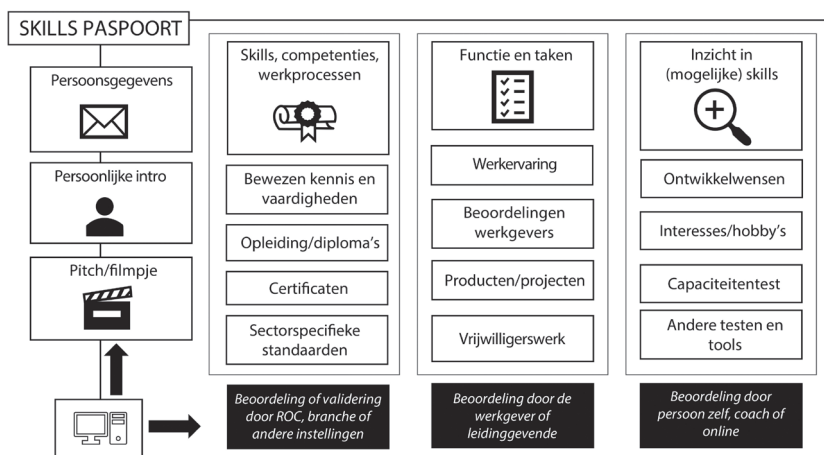 SKILLS PASPOORT
Persoonsgegevens
Persoonlijke intro
Pitch/filmpje
Skills, competenties,
werkprocessen
Bewezen kennis en
vaardigheden
Opleiding/diploma's
Certificaten
Sectorspecifieke
standaarden
Beoordeling of validering
door ROC, branche of
andere instellingen
Functie en taken
Werkervaring
Beoordelingen
werkgevers
Producten/projecten
Vrijwilligerswerk
Beoordeling door de
werkgever of
leidinggevende
Inzicht in
(mogelijke) skills
Ontwikkelwensen
Interesses/hobby's
Capaciteitentest
Andere testen en
tools
Beoordeling door
persoon zelf, coach of
online